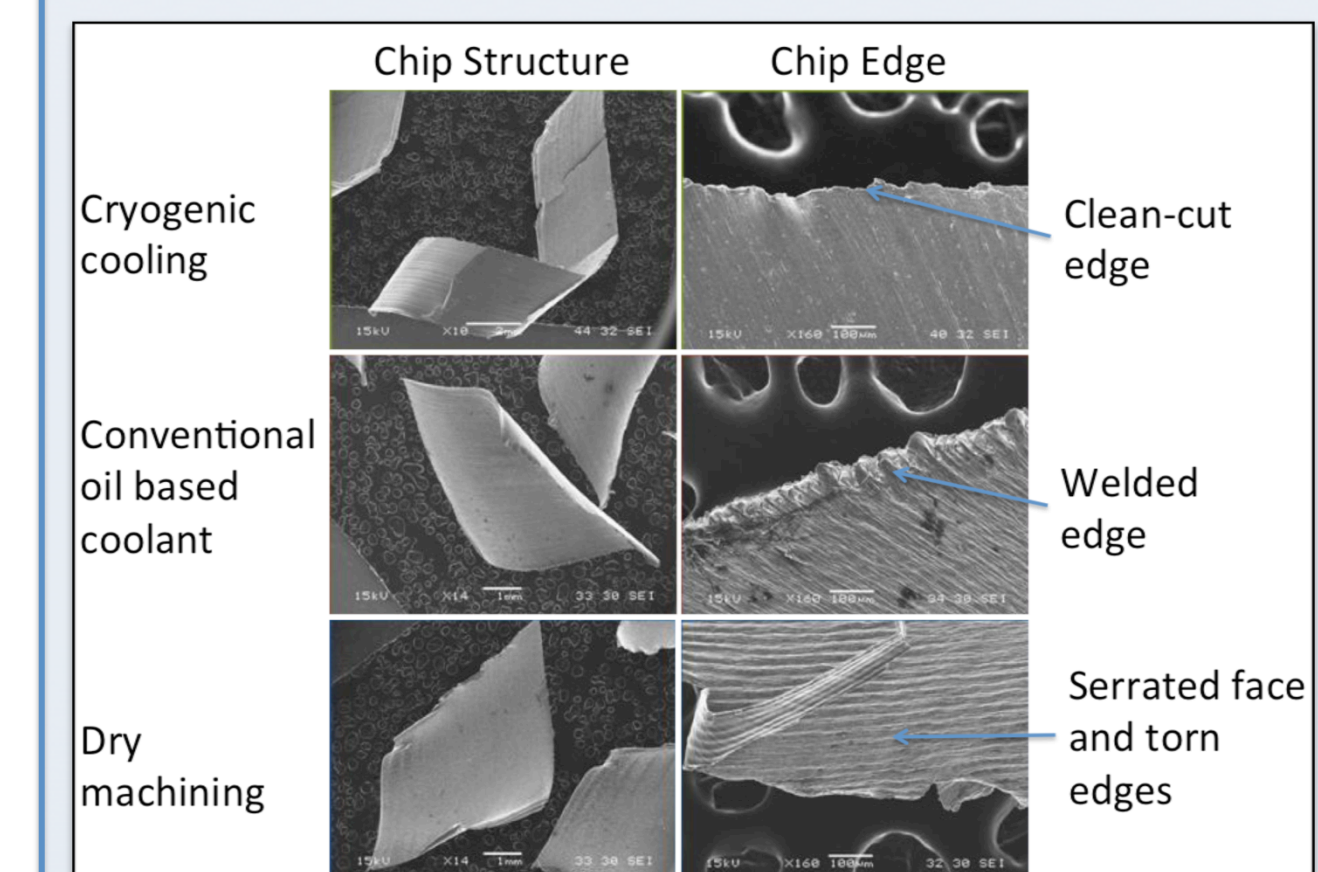 Chip Structure
Chip Edge
Cryogenic
cooling
15kV X10 2mm 44 32 SEI
15kV X160 100µm 40 32 SEI
Clean-cut
edge
Conventional
oil based
coolant
15kV X14 1mm 33 30 SEI
15kV X160 100µm 34 30 SEI
Welded
edge
Dry
machining
15kV X14 1mm 33 30 SEI
15kV X160 100µm 32 30 SEI
Serrated face
and torn
edges